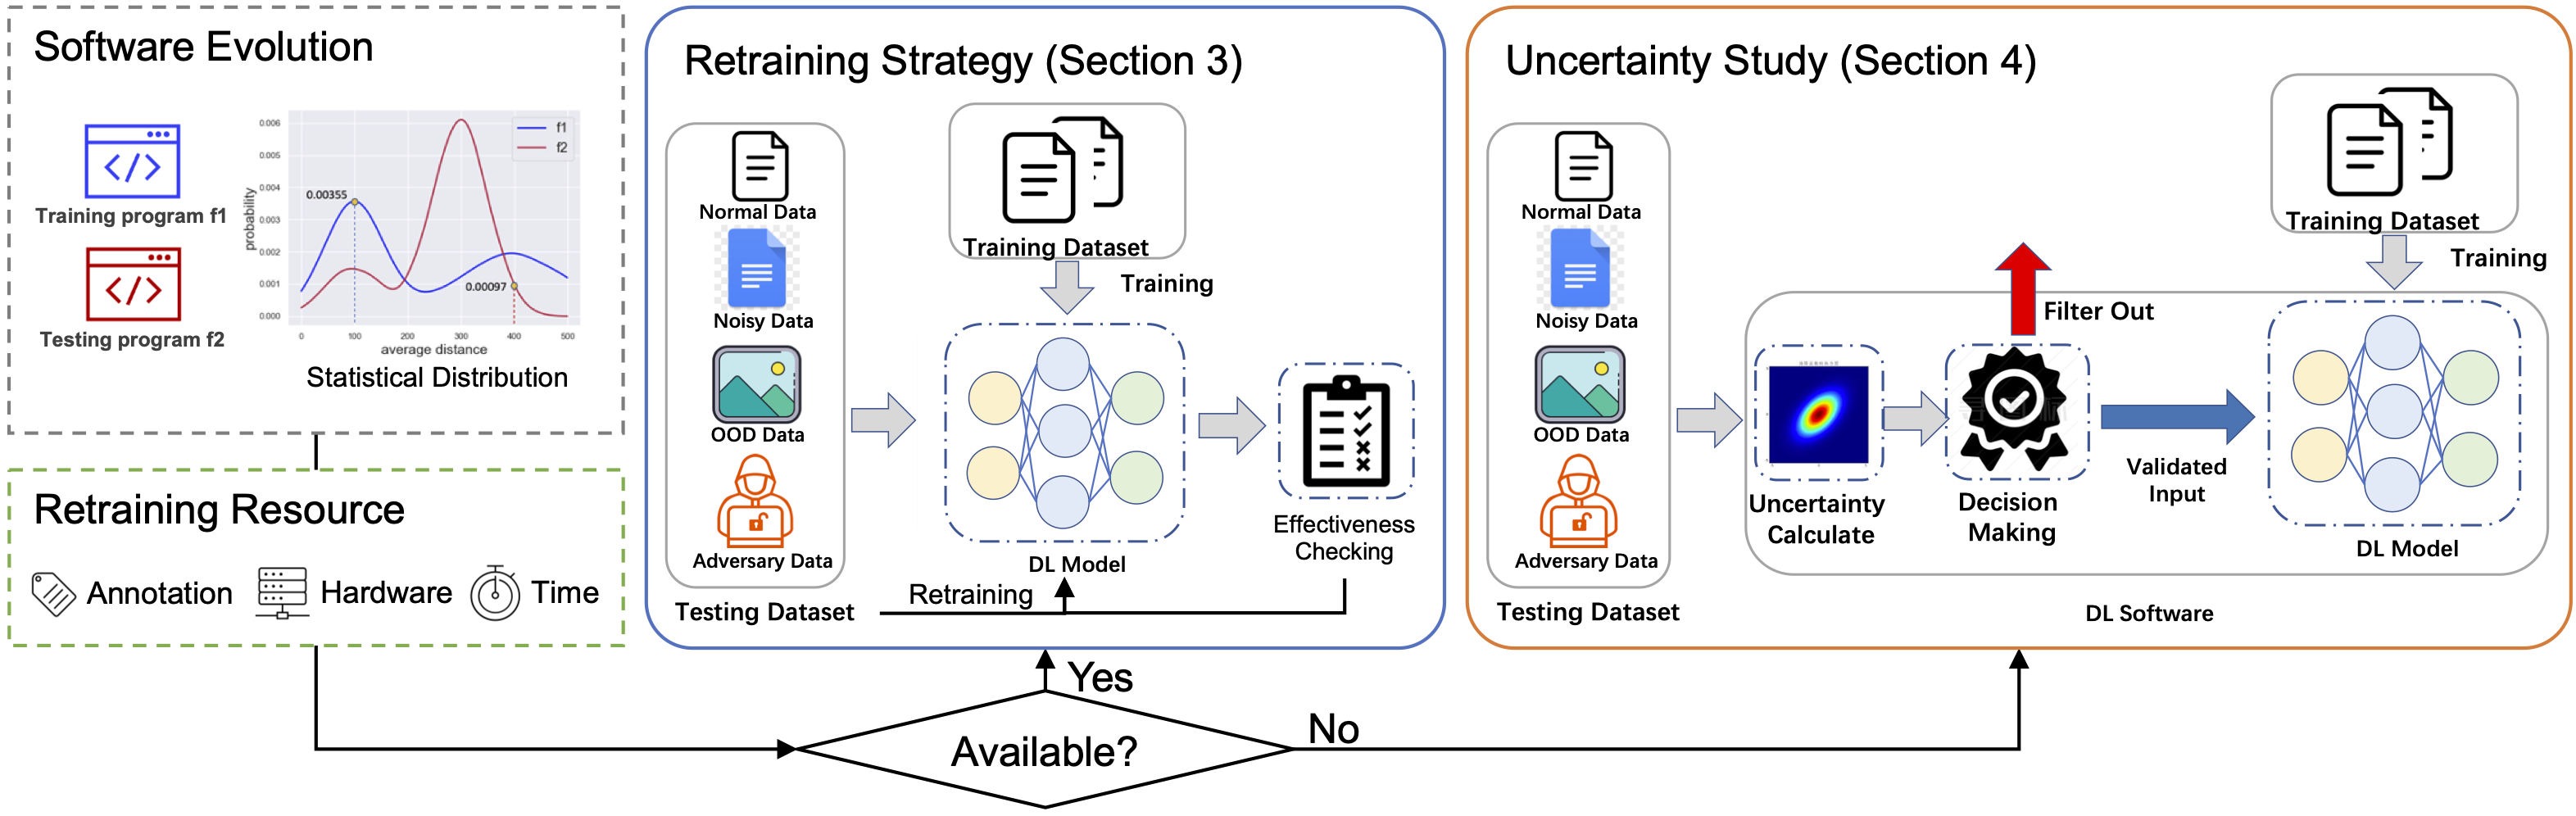 Software Evolution
Training program f1
Testing program f2
probability
0.006
0.005
0.004
0.003
0.002
0.001
0.000
0.00355
0.00097
f1
f2
0
100
200
300
400
500
average distance
Statistical Distribution
Retraining Resource
Annotation
Hardware
Time
Retraining Strategy (Section 3)
Normal Data
Noisy Data
OOD Data
Adversary Data
Testing Dataset
Training Dataset
Training
DL Model
Retraining
Effectiveness
Checking
Uncertainty Study (Section 4)
Normal Data
Noisy Data
OOD Data
Adversary Data
Testing Dataset
Uncertainty
Calculate
Filter Out
Decision
Making
Validated
Input
Training Dataset
Training
DL Model
DL Software
Available?
Yes
No